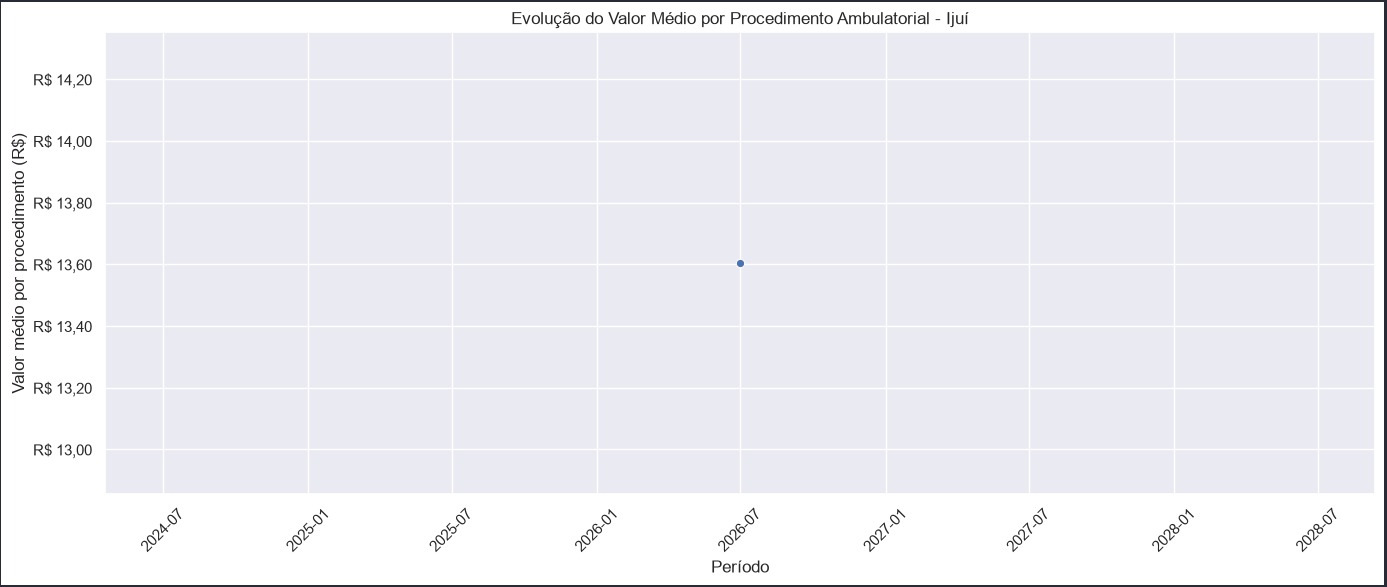 Evolução do Valor Médio por Procedimento Ambulatorial - Ijuí
Valor médio por procedimento (R$)
R$ 14,20
R$ 14,00
R$ 13,80
R$ 13,60
R$ 13,40
R$ 13,20
R$ 13,00
2024-07
2025-01
2025-07
2026-01
2026-07
2027-01
2027-07
2028-01
2028-07
Período